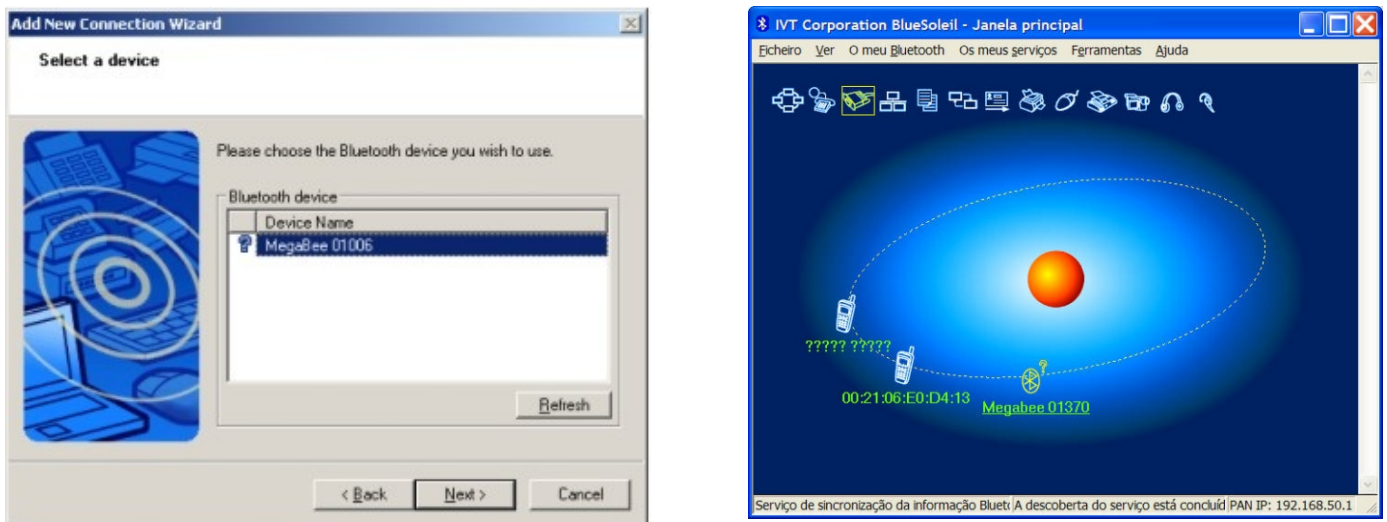 Add New Connection Wizard
Select a device
Please choose the Bluetooth device you wish to use.
Bluetooth device
Device Name
MegaBee 01006
Refresh
< Back
Next >
Cancel
IVT Corporation BlueSoleil - Janela principal
Ficheiro Ver O meu Bluetooth Os meus serviços Ferramentas Ajuda
????? ?????
00:21:06:E0:D4:13
Megabee 01370
Serviço de sincronização da informação Bluet A descoberta do serviço está concluíd PAN IP: 192.168.50.1